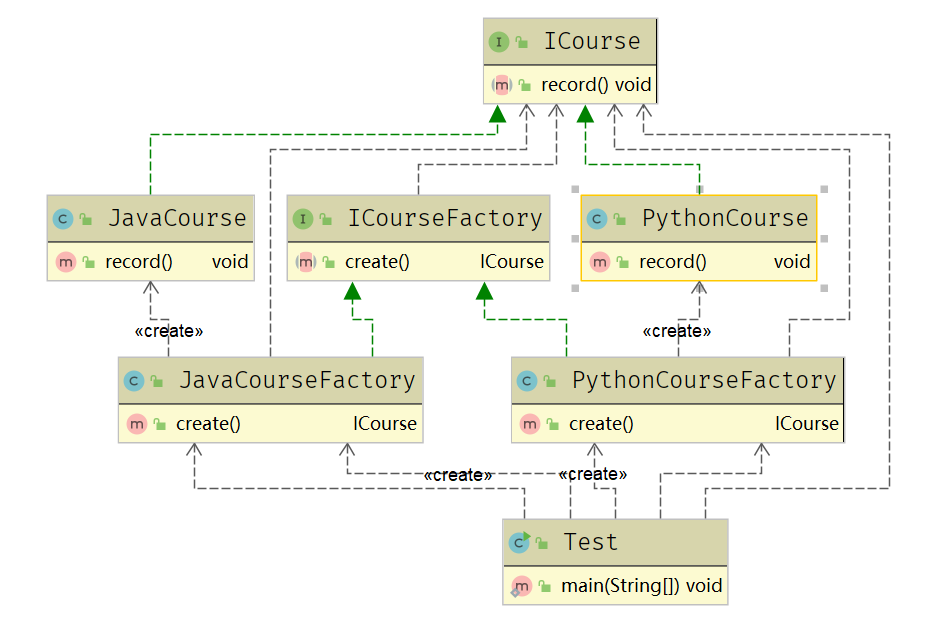 ICourse
record() void
JavaCourse
record() void
ICourseFactory
create() ICourse
PythonCourse
record() void
«create»
«create»
JavaCourseFactory
create() ICourse
PythonCourseFactory
create() ICourse
«create»
«create»
Test
main(String[]) void